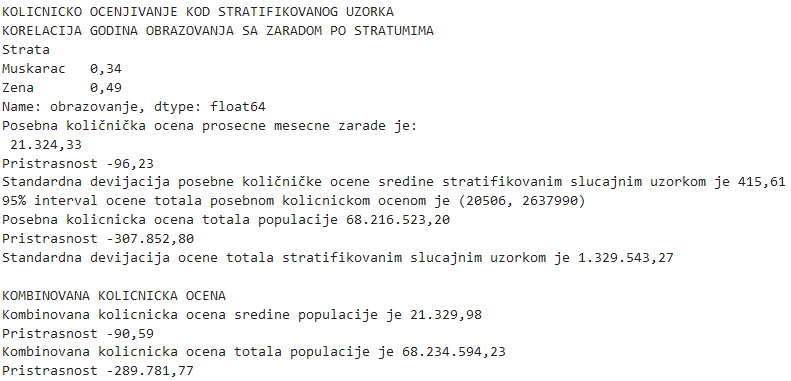 KOLICNICKO OCENJIVANJE KOD STRATIFIKOVANOG UZORKA
KORELACIJA GODINA OBRAZOVANJA SA ZARADOM PO STRATUMIMA
Strata
Muskarac   0,34
Zena       0,49
Name: obrazovanje, dtype: float64
Posebna količnička ocena prosecne mesecne zarade je:
 21.324,33
Pristrasnost -96,23
Standardna devijacija posebne količničke ocene sredine stratifikovanim slucajnim uzorkom je 415,61
95% interval ocene totala posebnom kolicnickom ocenom je (20506, 2637990)
Posebna kolicnicka ocena totala populacije 68.216.523,20
Pristrasnost -307.852,80
Standardna devijacija ocene totala stratifikovanim slucajnim uzorkom je 1.329.543,27

KOMBINOVANA KOLICNICKA OCENA
Kombinovana kolicnicka ocena sredine populacije je 21.329,98
Pristrasnost -90,59
Kombinovana kolicnicka ocena totala populacije je 68.234.594,23
Pristrasnost -289.781,77